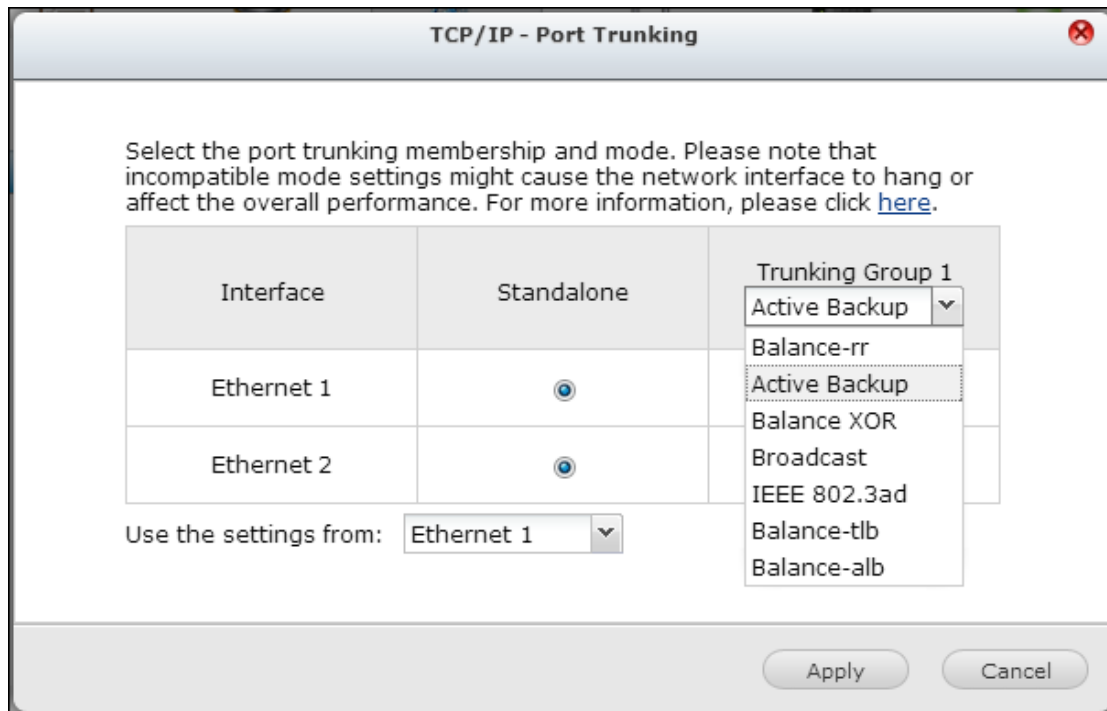 TCP/IP - Port Trunking
Select the port trunking membership and mode. Please note that
incompatible mode settings might cause the network interface to hang or
affect the overall performance. For more information, please click here.
Interface
Standalone
Trunking Group 1
Active Backup
Balance-rr
Active Backup
Balance XOR
Broadcast
IEEE 802.3ad
Balance-tlb
Balance-alb
Ethernet 1
Ethernet 2
Use the settings from: Ethernet 1
Apply Cancel